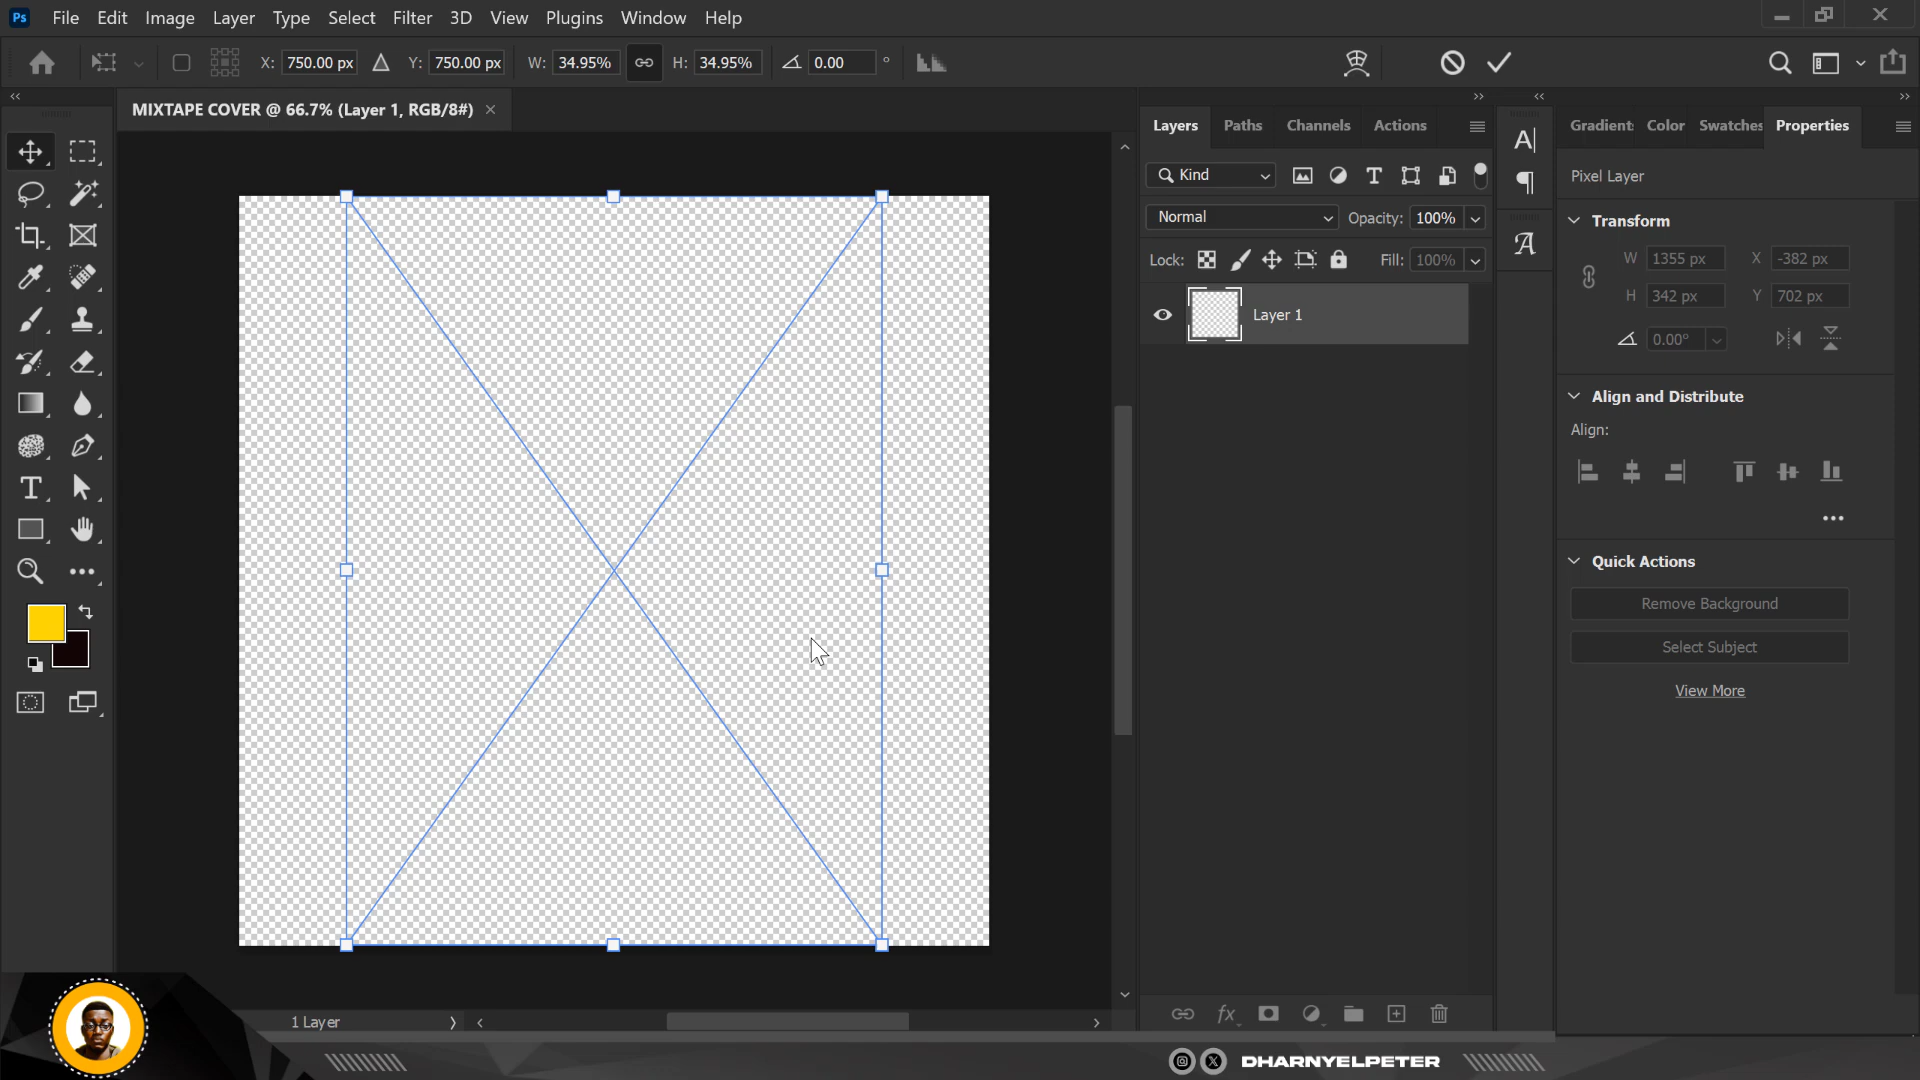 Ps File Edit Image Layer Type Select Filter 3D View Plugins Window Help
X: 750.00 px Y: 750.00 px W: 34.95% H: 34.95% 0.00 °
MIXTAPE COVER @ 66.7% (Layer 1, RGB/8#) ×
Layers Paths Channels Actions
Kind
Normal Opacity: 100%
Lock: Fill: 100%
Layer 1
Gradient Color Swatches Properties
Pixel Layer
Transform
W 1355 px X -382 px
H 342 px Y 702 px
0.00°
Align and Distribute
Align:
Quick Actions
Remove Background
Select Subject
View More
1 Layer
DHARNYELPETER